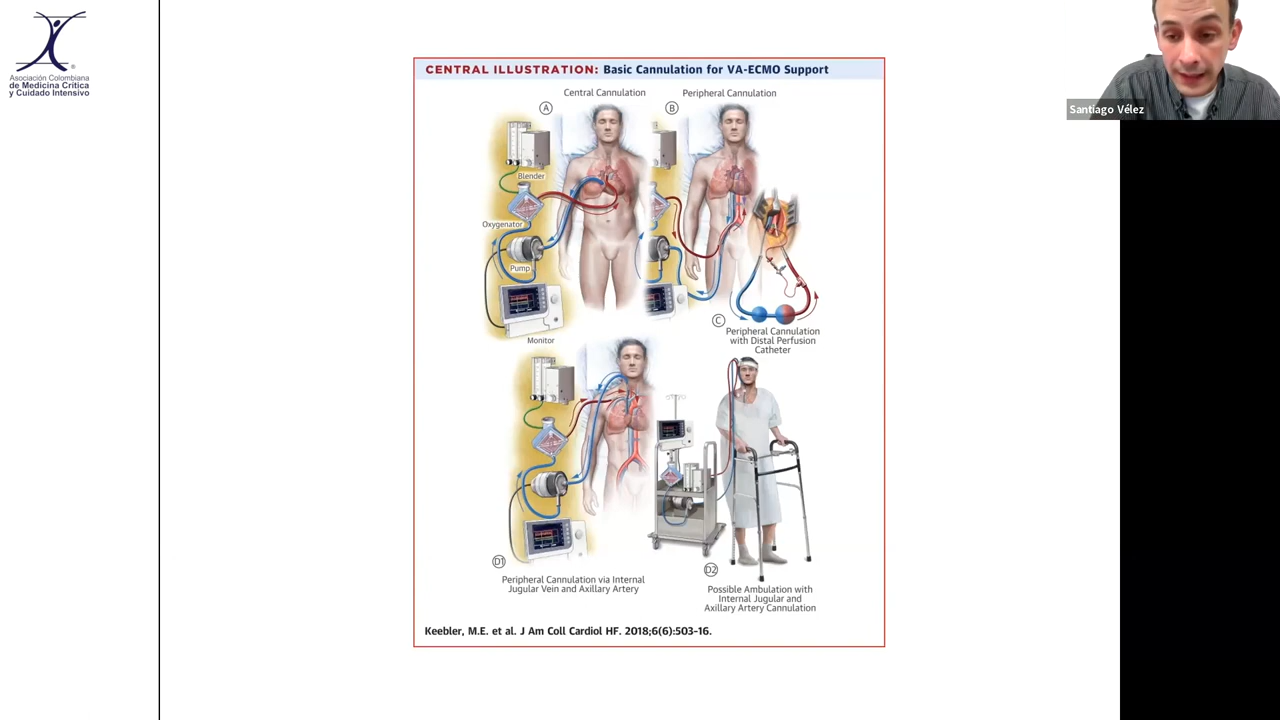 Asociación Colombiana
de Medicina Crítica
y Cuidado Intensivo
Santiago Vélez
CENTRAL ILLUSTRATION: Basic Cannulation for VA-ECMO Support
Central Cannulation
A
Blender
Oxygenator
Pump
Monitor
Peripheral Cannulation
B
C
Peripheral Cannulation
with Distal Perfusion
Catheter
D1
Peripheral Cannulation via Internal
Jugular Vein and Axillary Artery
D2
Possible Ambulation with
Internal Jugular and
Axillary Artery Cannulation
Keebler, M.E. et al. J Am Coll Cardiol HF. 2018;6(6):503–16.